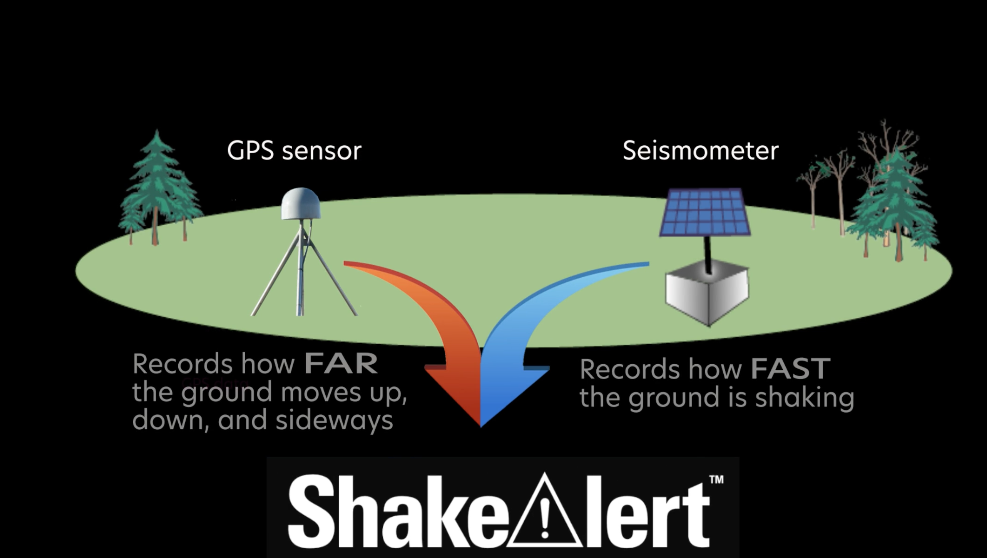 GPS sensor
Seismometer
Records how FAR
the ground moves up,
down, and sideways
Records how FAST
the ground is shaking
ShakeAlert™